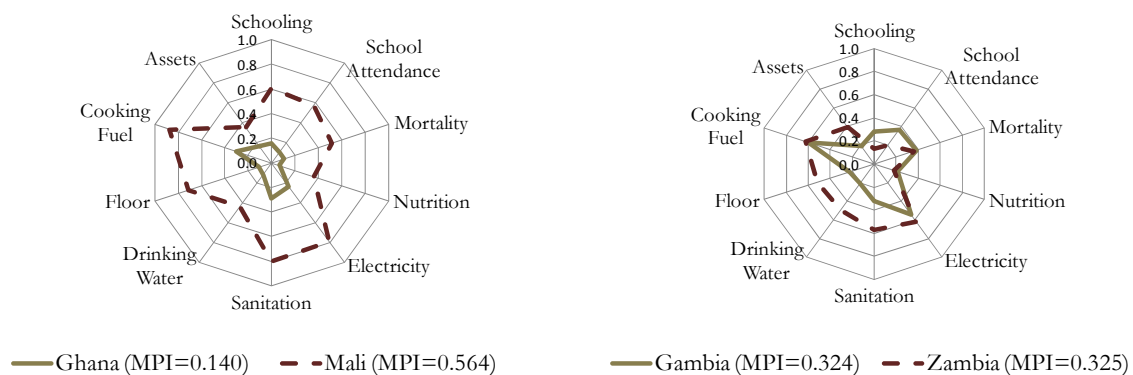 Schooling
1.0
0.8
0.6
0.4
0.2
0.0
School
Attendance
Mortality
Nutrition
Electricity
Sanitation
Drinking
Water
Floor
Cooking
Fuel
Assets
Ghana (MPI=0.140)
Mali (MPI=0.564)
Schooling
1.0
0.8
0.6
0.4
0.2
0.0
School
Attendance
Mortality
Nutrition
Electricity
Sanitation
Drinking
Water
Floor
Cooking
Fuel
Assets
Gambia (MPI=0.324)
Zambia (MPI=0.325)